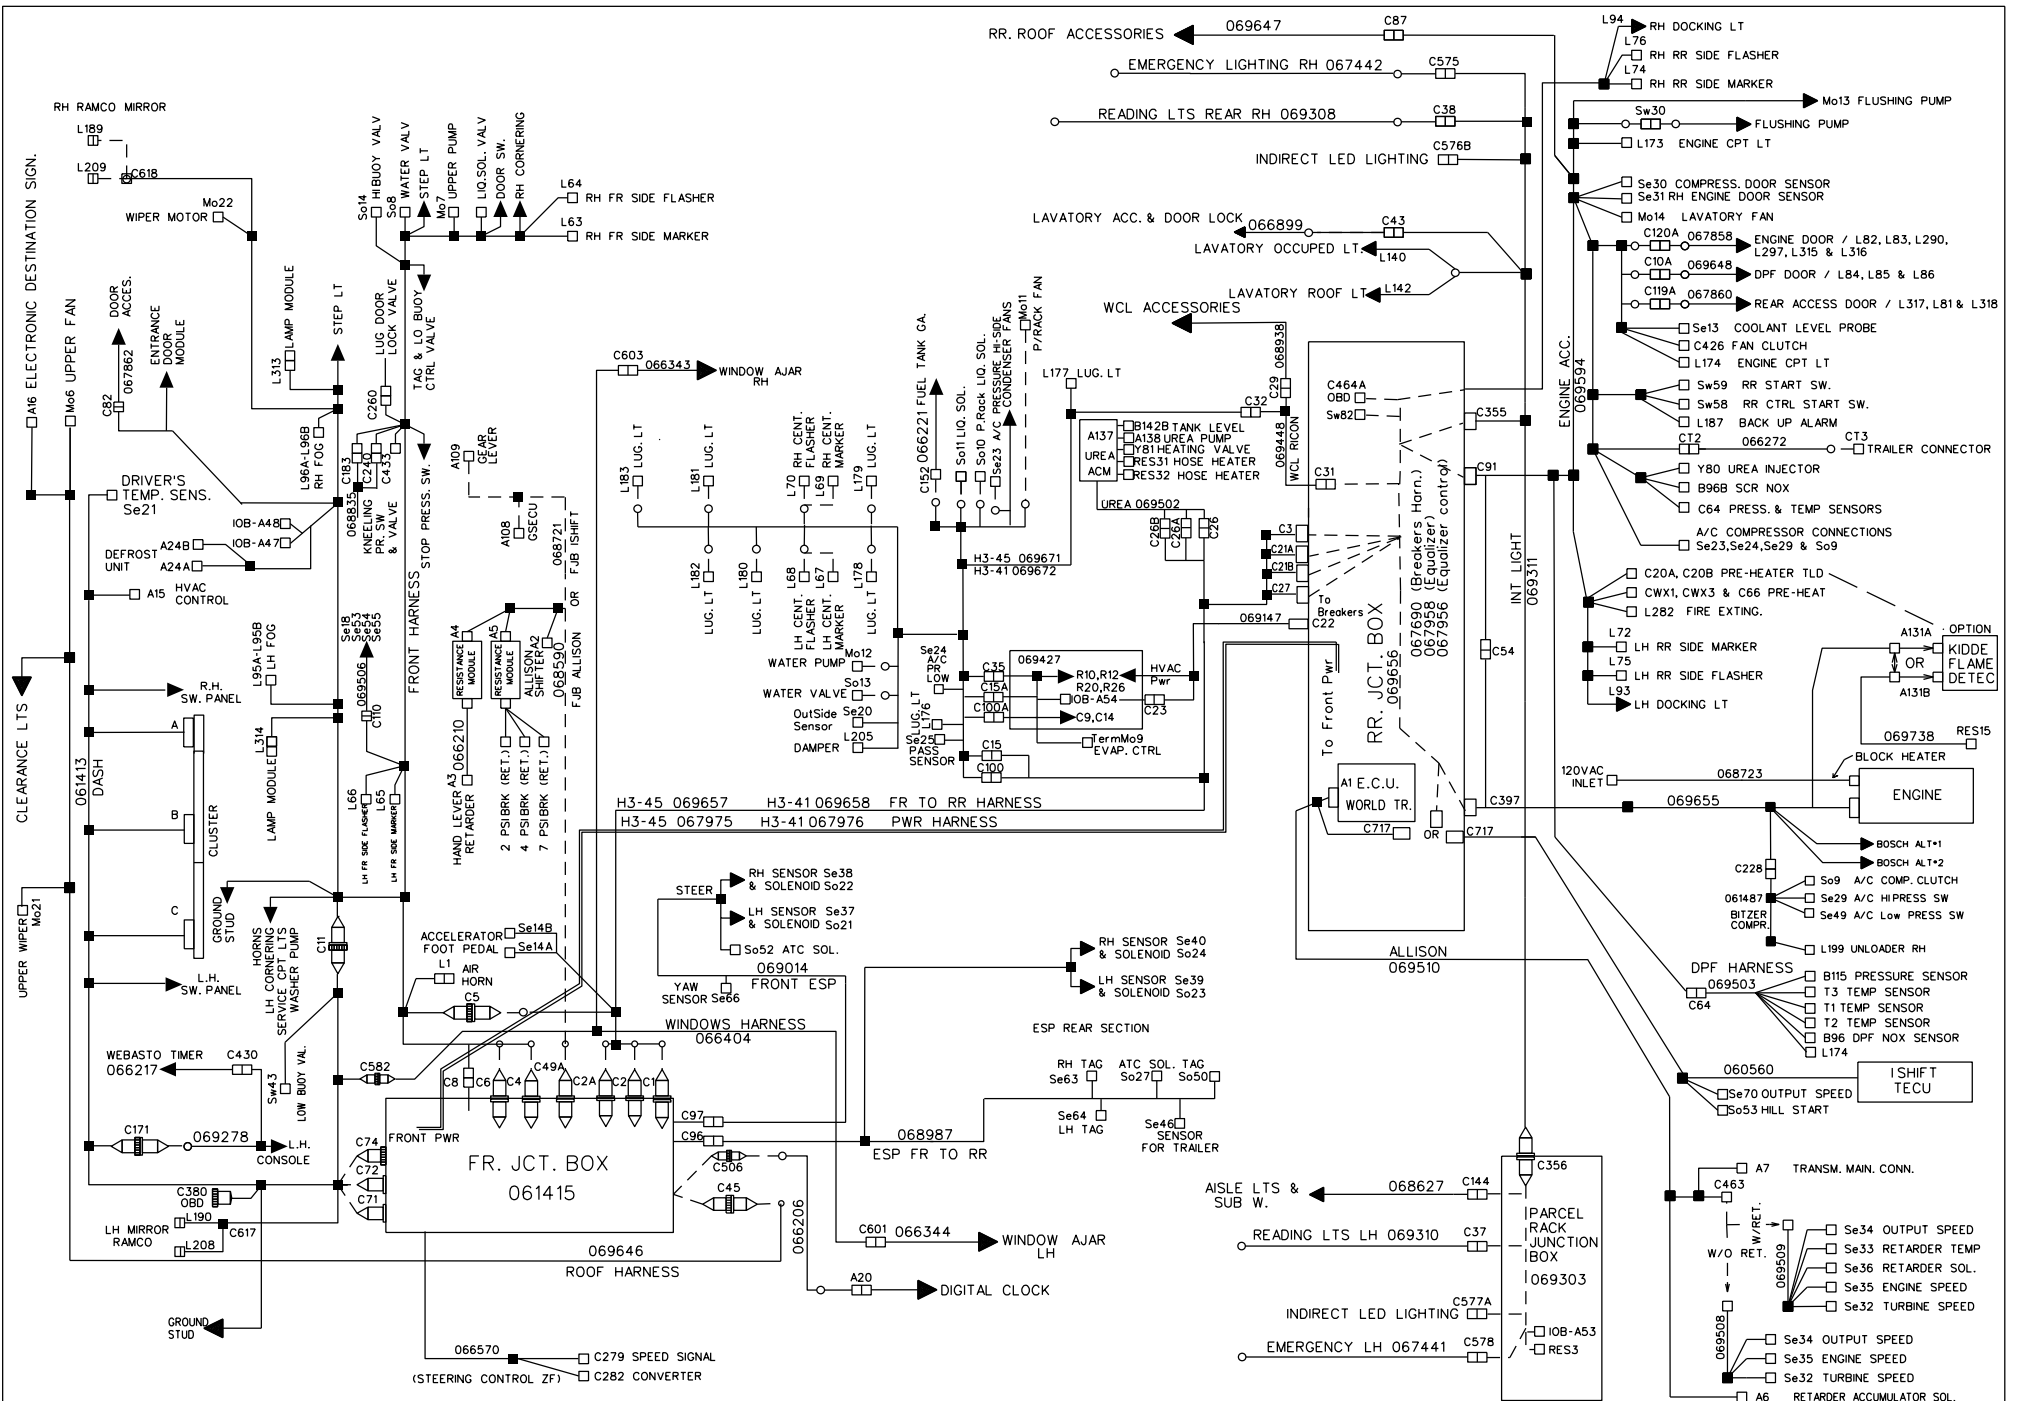 RR. ROOF ACCESSORIES
069647
C87
EMERGENCY LIGHTING RH 067442
C575
READING LTS REAR RH 069308
C38
INDIRECT LED LIGHTING
C576B
LAVATORY ACC. & DOOR LOCK
066899
C43
LAVATORY OCCUPED LT.
L140
LAVATORY ROOF LT
L142
WCL ACCESSORIES
L94
RH DOCKING LT
L76
RH RR SIDE FLASHER
L74
RH RR SIDE MARKER
Mo13 FLUSHING PUMP
Sw30
FLUSHING PUMP
L173 ENGINE CPT LT
Se30 COMPRESS. DOOR SENSOR
Se31 RH ENGINE DOOR SENSOR
Mo14 LAVATORY FAN
C120A 067858
ENGINE DOOR / L82, L83, L290,
L297, L315 & L316
C10A 069648
DPF DOOR / L84, L85 & L86
C119A 067860
REAR ACCESS DOOR / L317, L81 & L318
Se13 COOLANT LEVEL PROBE
C426 FAN CLUTCH
L174 ENGINE CPT LT
ENGINE ACC.
069594
Sw59 RR START SW.
Sw58 RR CTRL START SW.
L187 BACK UP ALARM
CT2 066272 CT3
TRAILER CONNECTOR
Y80 UREA INJECTOR
B96B SCR NOX
C64 PRESS. & TEMP SENSORS
A/C COMPRESSOR CONNECTIONS
Se23,Se24,Se29 & So9
C20A, C20B PRE-HEATER TLD
CWX1, CWX3 & C66 PRE-HEAT
L282 FIRE EXTING.
L72
LH RR SIDE MARKER
L75
LH RR SIDE FLASHER
L93
LH DOCKING LT
A131A
OPTION
KIDDE
FLAME
DETEC
OR
A131B
069738
RES15
BLOCK HEATER
120VAC
INLET
068723
ENGINE
069655
BOSCH ALT•1
BOSCH ALT•2
C228
So9 A/C COMP. CLUTCH
061487
BITZER
COMPR.
Se29 A/C HIPRESS SW
Se49 A/C Low PRESS SW
L199 UNLOADER RH
DPF HARNESS
069503
C64
B115 PRESSURE SENSOR
T3 TEMP SENSOR
T1 TEMP SENSOR
T2 TEMP SENSOR
B96 DPF NOX SENSOR
L174
060560
I SHIFT
TECU
Se70 OUTPUT SPEED
So53 HILL START
A7 TRANSM. MAIN. CONN.
C463
W/RET.
W/O RET.
069509
Se34 OUTPUT SPEED
Se33 RETARDER TEMP
Se36 RETARDER SOL.
Se35 ENGINE SPEED
Se32 TURBINE SPEED
069508
Se34 OUTPUT SPEED
Se35 ENGINE SPEED
Se32 TURBINE SPEED
A6 RETARDER ACCUMULATOR SOL.
RH RAMCO MIRROR
L189
L209
C618
Mo22
WIPER MOTOR
A16 ELECTRONIC DESTINATION SIGN.
Mo6 UPPER FAN
DOOR
ACCES.
067862
C82
ENTRANCE
DOOR
MODULE
L313
LAMP MODULE
STEP LT
L96A-L96B
RH FOG
LUG DOOR
LOCK VALVE
C260
TAG & LO BUOY
CTRL VALVE
So14 HIBUOY VALV
So8 WATER VALV
STEP LT
Mo7 UPPER PUMP
LIQ.SOL. VALV
DOOR SW.
RH CORNERING
L64
RH FR SIDE FLASHER
L63
RH FR SIDE MARKER
C183
C240
C433
068835
KNEELING
PR. SW
& VALVE
STOP PRESS. SW.
FRONT HARNESS
DRIVER'S
TEMP. SENS.
Se21
IOB-A48
IOB-A47
DEFROST
UNIT
A24B
A24A
A15 HVAC
CONTROL
Se18
Se53
Se54
Se55
069506
C110
L95A-L95B
LH FOG
CLEARANCE LTS
061413
DASH
R.H.
SW. PANEL
A
B
C
CLUSTER
L314
LAMP MODULE
L66
LH FR SIDE FLASHER
L65
LH FR SIDE MARKER
UPPER WIPER
Mo21
L.H.
SW. PANEL
GROUND
STUD
HORNS
LH CORNERING
SERVICE CPT LTS
WASHER PUMP
C11
A109
GEAR
LEVER
A108
GSECU
068721
FJB ISHIFT
OR
FJB ALLISON
068590
A4
RESISTANCE
MODULE
A5
RESISTANCE
MODULE
A2
ALLISON
SHIFTER
066210
HAND LEVER A3
RETARDER
2 PSIBRK (RET.)
4 PSIBRK (RET.)
7 PSIBRK (RET.)
C603
066343
WINDOW AJAR
RH
L183
LUG. LT
L181
LUG. LT
L70
RH CENT.
FLASHER
L69
RH CENT.
MARKER
L179
LUG. LT
L182
LUG. LT
L180
LUG. LT
L68
LH CENT.
FLASHER
L67
LH CENT.
MARKER
L178
LUG. LT
C152
066221 FUEL TANK GA.
So11 LIQ. SOL.
So10 P.Rack LIQ. SOL.
Se23 A/C PRESSURE HI-SIDE
CONDENSER FANS
Mo11
P/RACK FAN
L177 LUG. LT
C32
C29
068938
069448
WCL RICON
A137
UREA
ACM
B142B TANK LEVEL
A138 UREA PUMP
Y81 HEATING VALVE
RES31 HOSE HEATER
RES32 HOSE HEATER
UREA 069502
C26B
C26A
C26
H3-45 069671
H3-41 069672
Mo12
WATER PUMP
So13
WATER VALVE
OutSide
Sensor
Se20
L205
DAMPER
Se24
A/C
PR
LOW
LUG. LT
L176
Se25
PASS
SENSOR
C35
C15A
C100A
C15
C100
069427
R10,R12
R20,R26
IOB-A54
C9,C14
HVAC
Pwr
C23
TermMo9
EVAP. CTRL
069147
C464A
OBD
Sw82
C355
C31
C91
C3
C21A
C21B
C27
To
Breakers
C22
067690 (Breakers Harn.)
067958 (Equalizer)
067956 (Equalizer control)
RR. JCT. BOX
069656
To Front Pwr
A1 E.C.U.
WORLD TR.
C717
OR
C717
C397
C54
INT LIGHT
069311
H3-45 069657 H3-41 069658 FR TO RR HARNESS
H3-45 067975 H3-41 067976 PWR HARNESS
STEER
RH SENSOR Se38
& SOLENOID So22
LH SENSOR Se37
& SOLENOID So21
So52 ATC SOL.
069014
FRONT ESP
YAW
SENSOR Se66
ACCELERATOR
FOOT PEDAL
Se14B
Se14A
L1
AIR
HORN
C5
WINDOWS HARNESS
066404
RH SENSOR Se40
& SOLENOID So24
LH SENSOR Se39
& SOLENOID So23
ESP REAR SECTION
RH TAG
Se63
ATC SOL. TAG
So27
So50
Se64
LH TAG
Se46
SENSOR
FOR TRAILER
ALLISON
069510
WEBASTO TIMER
066217
C430
Sw43
LOW BUOY VAL.
C582
C8
C6
C4
C49A
C2A
C2
C1
C171
069278
L.H.
CONSOLE
C74
C72
C71
FRONT PWR
FR. JCT. BOX
061415
C97
C96
C506
C45
068987
ESP FR TO RR
C380
OBD
L190
LH MIRROR
RAMCO
L208
C617
069646
ROOF HARNESS
066206
C601 066344
WINDOW AJAR
LH
A20
DIGITAL CLOCK
GROUND
STUD
066570
(STEERING CONTROL ZF)
C279 SPEED SIGNAL
C282 CONVERTER
C356
AISLE LTS &
SUB W.
068627
C144
READING LTS LH 069310
C37
PARCEL
RACK
JUNCTION
BOX
069303
INDIRECT LED LIGHTING
C577A
EMERGENCY LH 067441
C578
IOB-A53
RES3